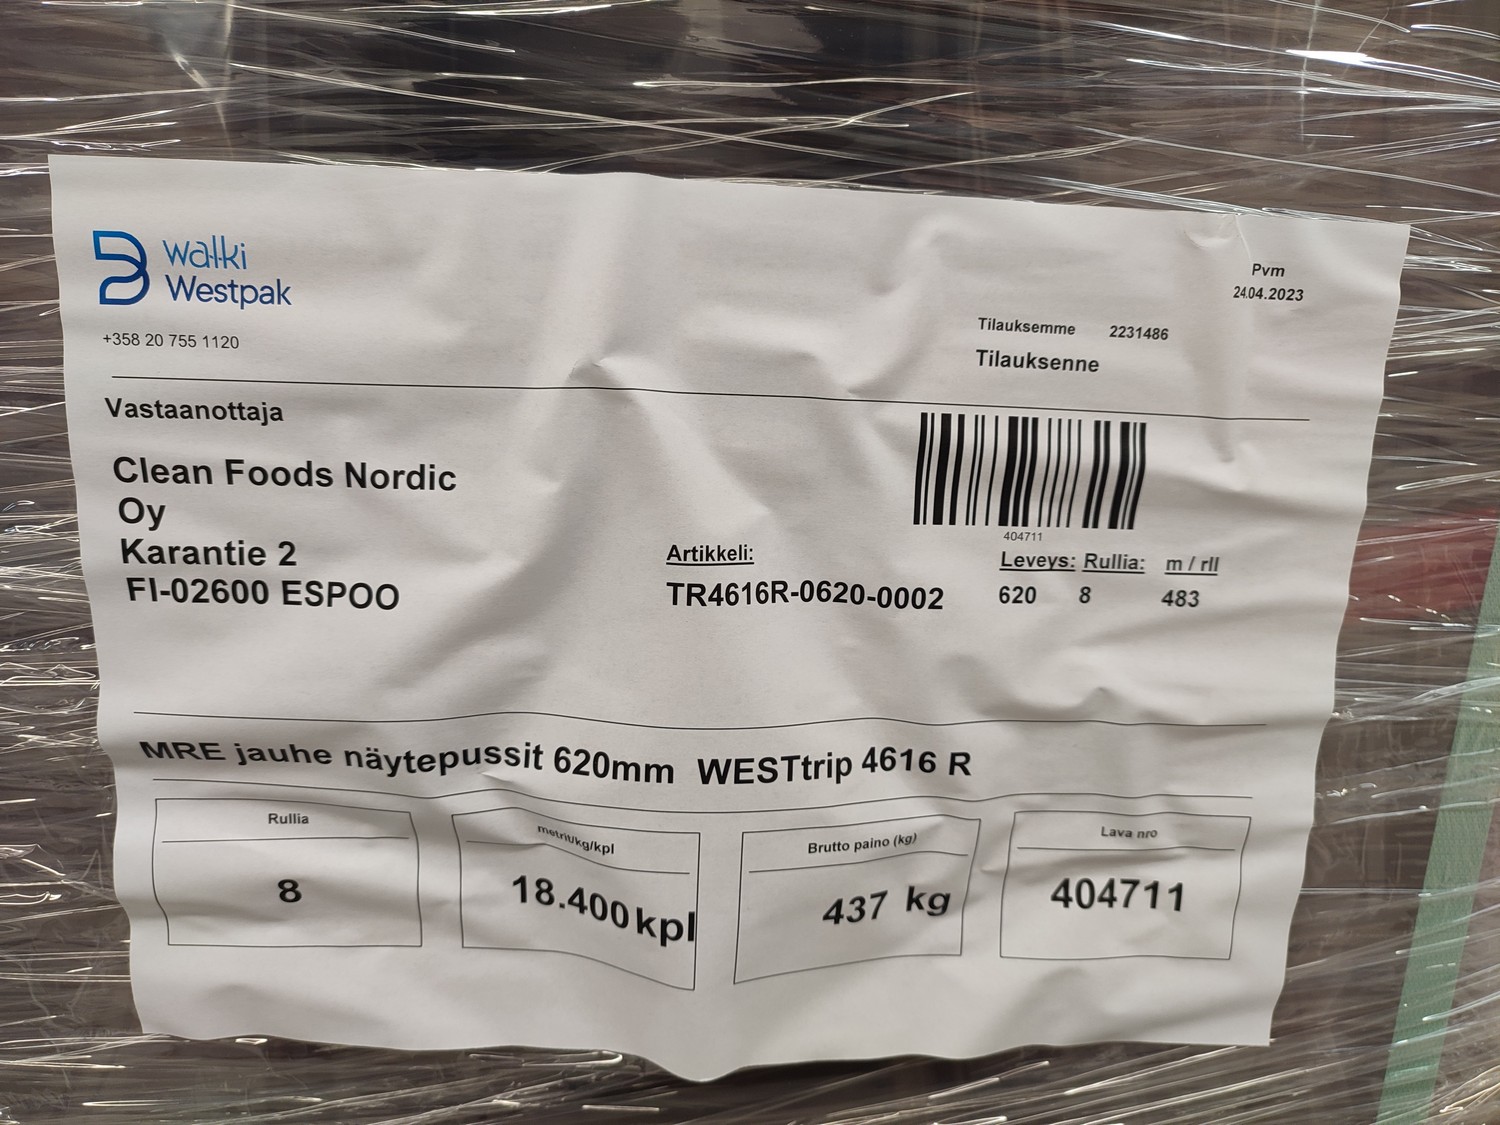 walki
Westpak
+358 20 755 1120
Pvm
24.04.2023
Tilauksemme 2231486
Tilauksenne
Vastaanottaja
Clean Foods Nordic
Oy
Karantie 2
FI-02600 ESPOO
404711
Artikkeli: Leveys: Rullia: m / rll
TR4616R-0620-0002 620 8 483
MRE jauhe näytepussit 620mm WESTtrip 4616 R
Rullia metrit/kg/kpl Brutto paino (kg) Lava nro
8 18.400 kpl 437 kg 404711